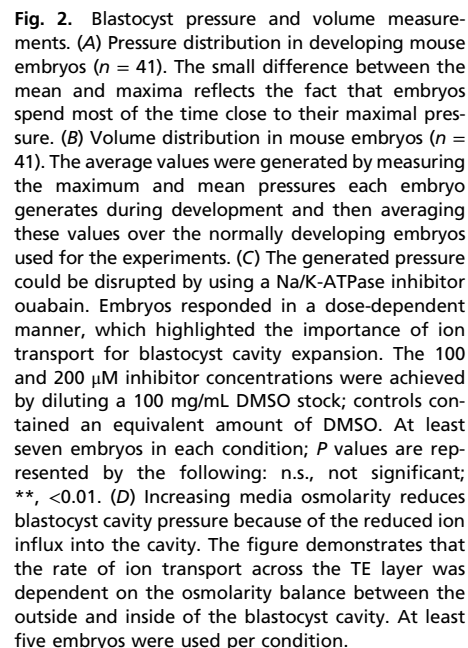 Fig. 2. Blastocyst pressure and volume measure-
ments. (A) Pressure distribution in developing mouse
embryos (n = 41). The small difference between the
mean and maxima reflects the fact that embryos
spend most of the time close to their maximal pres-
sure. (B) Volume distribution in mouse embryos (n =
41). The average values were generated by measuring
the maximum and mean pressures each embryo
generates during development and then averaging
these values over the normally developing embryos
used for the experiments. (C) The generated pressure
could be disrupted by using a Na/K-ATPase inhibitor
ouabain. Embryos responded in a dose-dependent
manner, which highlighted the importance of ion
transport for blastocyst cavity expansion. The 100
and 200 μM inhibitor concentrations were achieved
by diluting a 100 mg/mL DMSO stock; controls con-
tained an equivalent amount of DMSO. At least
seven embryos in each condition; P values are rep-
resented by the following: n.s., not significant;
**, <0.01. (D) Increasing media osmolarity reduces
blastocyst cavity pressure because of the reduced ion
influx into the cavity. The figure demonstrates that
the rate of ion transport across the TE layer was
dependent on the osmolarity balance between the
outside and inside of the blastocyst cavity. At least
five embryos were used per condition.